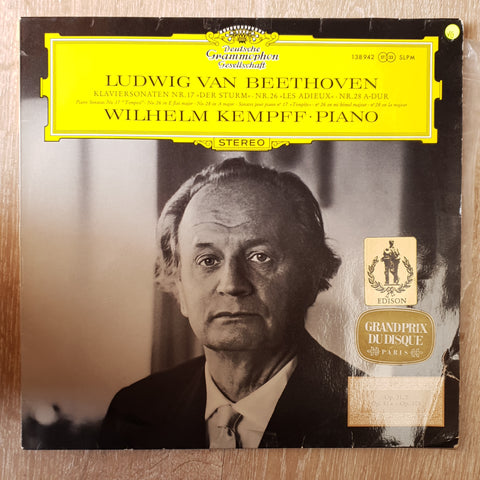 Deutsche
Grammophon
Gesellschaft
138 942
SLPM
LUDWIG VAN BEETHOVEN
KLAVIERSONATEN NR. 17 »DER STURM« · NR. 26 »LES ADIEUX« · NR. 28 A-DUR
WILHELM KEMPFF · PIANO
STEREO
EDISON
GRAND PRIX
DU DISQUE
PARIS